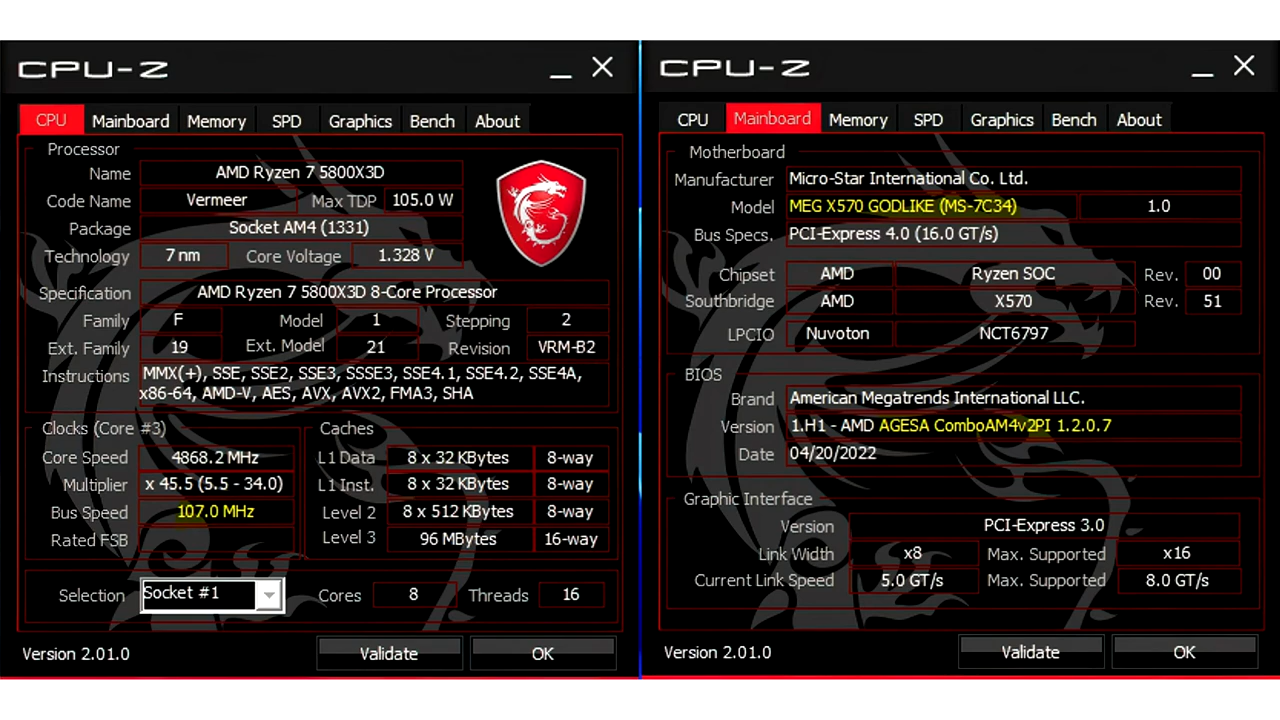 CPU-Z
CPU Mainboard Memory SPD Graphics Bench About
Processor
Name AMD Ryzen 7 5800X3D
Code Name Vermeer Max TDP 105.0 W
Package Socket AM4 (1331)
Technology 7 nm Core Voltage 1.328 V
Specification AMD Ryzen 7 5800X3D 8-Core Processor
Family F Model 1 Stepping 2
Ext. Family 19 Ext. Model 21 Revision VRM-B2
Instructions MMX(+), SSE, SSE2, SSE3, SSSE3, SSE4.1, SSE4.2, SSE4A,
x86-64, AMD-V, AES, AVX, AVX2, FMA3, SHA
Clocks (Core #3)
Core Speed 4868.2 MHz
Multiplier x 45.5 (5.5 - 34.0)
Bus Speed 107.0 MHz
Rated FSB
Caches
L1 Data 8 x 32 KBytes 8-way
L1 Inst. 8 x 32 KBytes 8-way
Level 2 8 x 512 KBytes 8-way
Level 3 96 MBytes 16-way
Selection Socket #1 Cores 8 Threads 16
Version 2.01.0 Validate OK
CPU-Z
CPU Mainboard Memory SPD Graphics Bench About
Motherboard
Manufacturer Micro-Star International Co. Ltd.
Model MEG X570 GODLIKE (MS-7C34) 1.0
Bus Specs. PCI-Express 4.0 (16.0 GT/s)
Chipset AMD Ryzen SOC Rev. 00
Southbridge AMD X570 Rev. 51
LPCIO Nuvoton NCT6797
BIOS
Brand American Megatrends International LLC.
Version 1.H1 - AMD AGESA ComboAM4v2PI 1.2.0.7
Date 04/20/2022
Graphic Interface
Version PCI-Express 3.0
Link Width x8 Max. Supported x16
Current Link Speed 5.0 GT/s Max. Supported 8.0 GT/s
Version 2.01.0 Validate OK